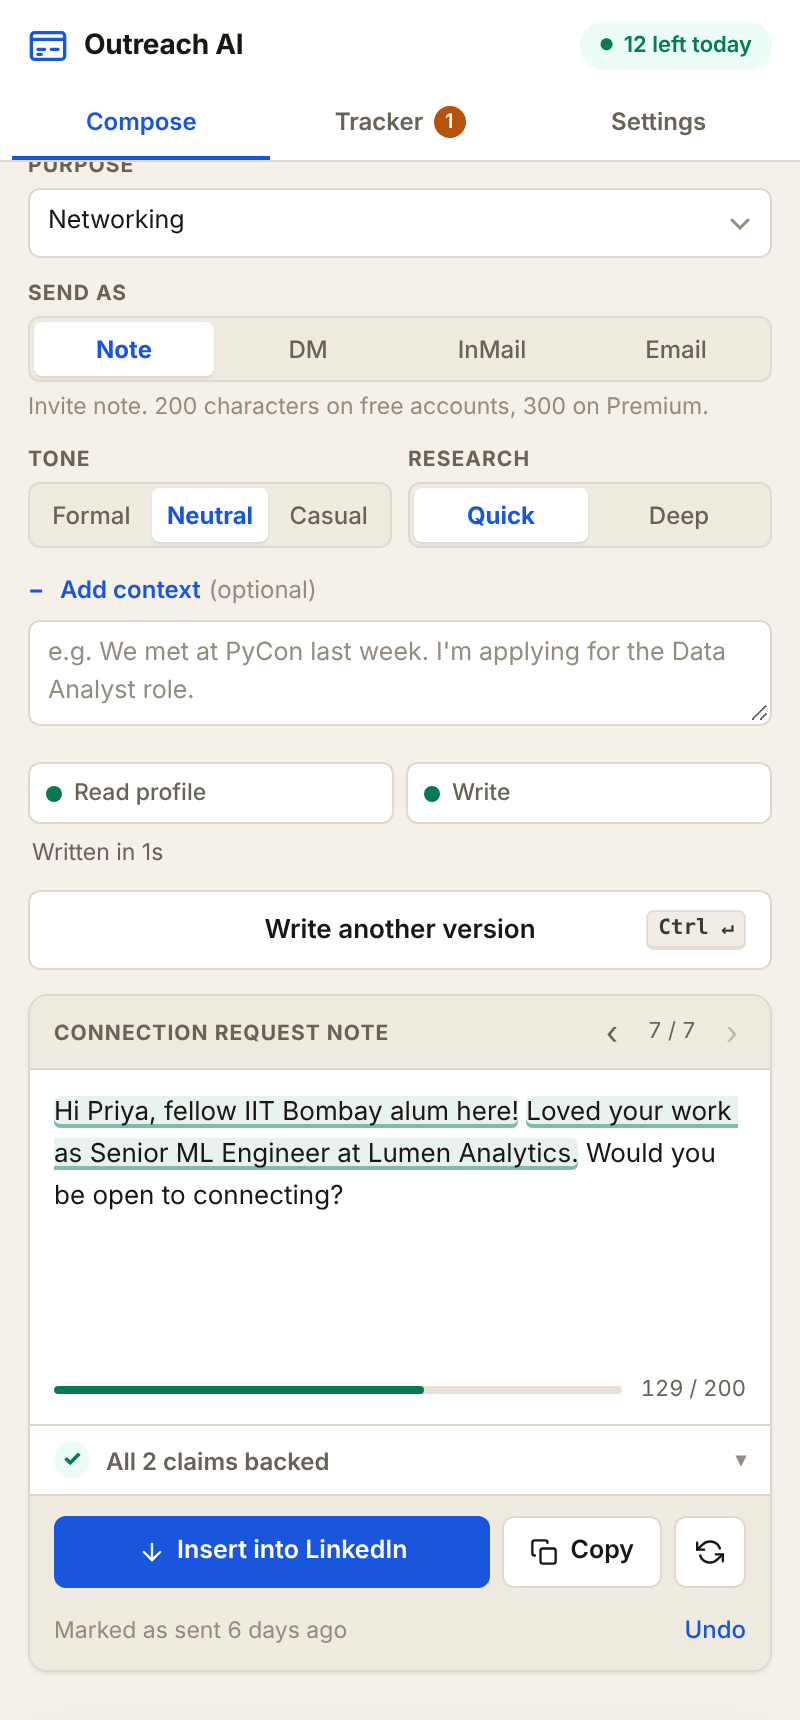 Outreach AI
12 left today
Compose
Tracker 1
Settings
PURPOSE
Networking
SEND AS
Note
DM
InMail
Email
Invite note. 200 characters on free accounts, 300 on Premium.
TONE
RESEARCH
Formal
Neutral
Casual
Quick
Deep
– Add context (optional)
e.g. We met at PyCon last week. I'm applying for the Data
Analyst role.
Read profile
Write
Written in 1s
Write another version
Ctrl ↵
CONNECTION REQUEST NOTE
‹ 7 / 7 ›
Hi Priya, fellow IIT Bombay alum here! Loved your work
as Senior ML Engineer at Lumen Analytics. Would you
be open to connecting?
129 / 200
All 2 claims backed
Insert into LinkedIn
Copy
Marked as sent 6 days ago
Undo